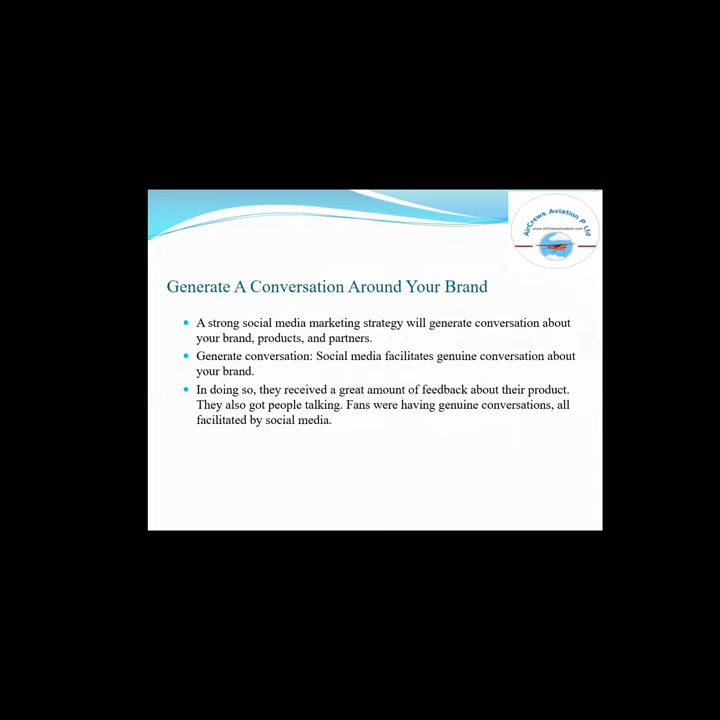 AirCrews Aviation P Ltd
www.AirCrewsAviation.com
Generate A Conversation Around Your Brand
A strong social media marketing strategy will generate conversation about
your brand, products, and partners.
Generate conversation: Social media facilitates genuine conversation about
your brand.
In doing so, they received a great amount of feedback about their product.
They also got people talking. Fans were having genuine conversations, all
facilitated by social media.